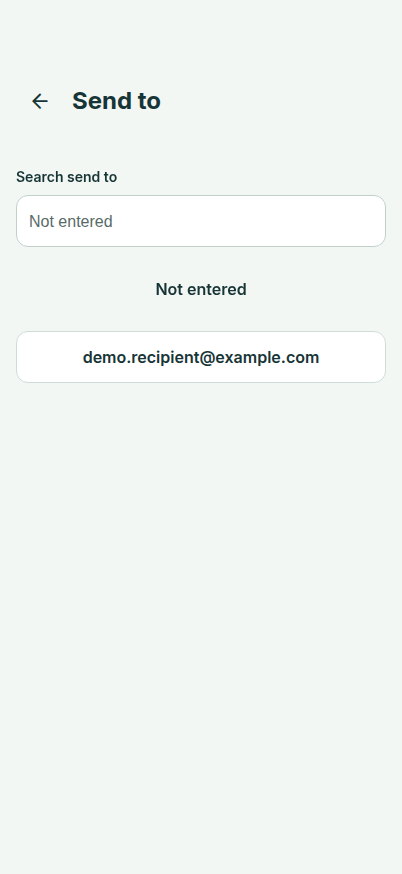 Send to
Search send to
Not entered
Not entered
demo.recipient@example.com